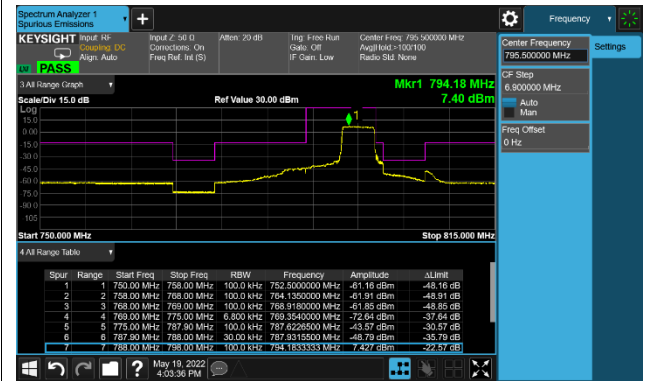 Spectrum Analyzer 1
Spurious Emissions
Frequency
KEYSIGHT Input: RF
Coupling: DC
Align: Auto
Input Z: 50 Ω
Corrections: On
Freq Ref: Int (S)
Atten: 20 dB
Trig: Free Run
Gate: Off
IF Gain: Low
Center Freq: 795.500000 MHz
Avg|Hold:>100/100
Radio Std: None
PASS
Center Frequency
795.500000 MHz
Settings
CF Step
6.900000 MHz
Auto
Man
Freq Offset
0 Hz
3 All Range Graph
Mkr1 794.18 MHz
Scale/Div 15.0 dB
Ref Value 30.00 dBm
7.40 dBm
Log
1
15.0
0.00
-15.0
-30.0
-45.0
-60.0
-75.0
-90.0
-105
Start 750.000 MHz
Stop 815.000 MHz
4 All Range Table
Spur Range Start Freq Stop Freq RBW Frequency Amplitude ΔLimit
1 1 750.00 MHz 758.00 MHz 100.0 kHz 752.5000000 MHz -61.16 dBm -48.16 dB
2 2 758.00 MHz 768.00 MHz 100.0 kHz 764.1350000 MHz -61.91 dBm -48.91 dB
3 3 768.00 MHz 769.00 MHz 100.0 kHz 768.9180000 MHz -61.85 dBm -48.85 dB
4 4 769.00 MHz 775.00 MHz 6.800 kHz 769.3540000 MHz -72.64 dBm -37.64 dB
5 5 775.00 MHz 787.90 MHz 100.0 kHz 787.6226500 MHz -43.57 dBm -30.57 dB
6 6 787.90 MHz 788.00 MHz 30.00 kHz 787.9315500 MHz -48.79 dBm -35.79 dB
7 7 788.00 MHz 798.00 MHz 100.0 kHz 794.1833333 MHz 7.427 dBm -22.57 dB
?
May 19, 2022
4:03:36 PM